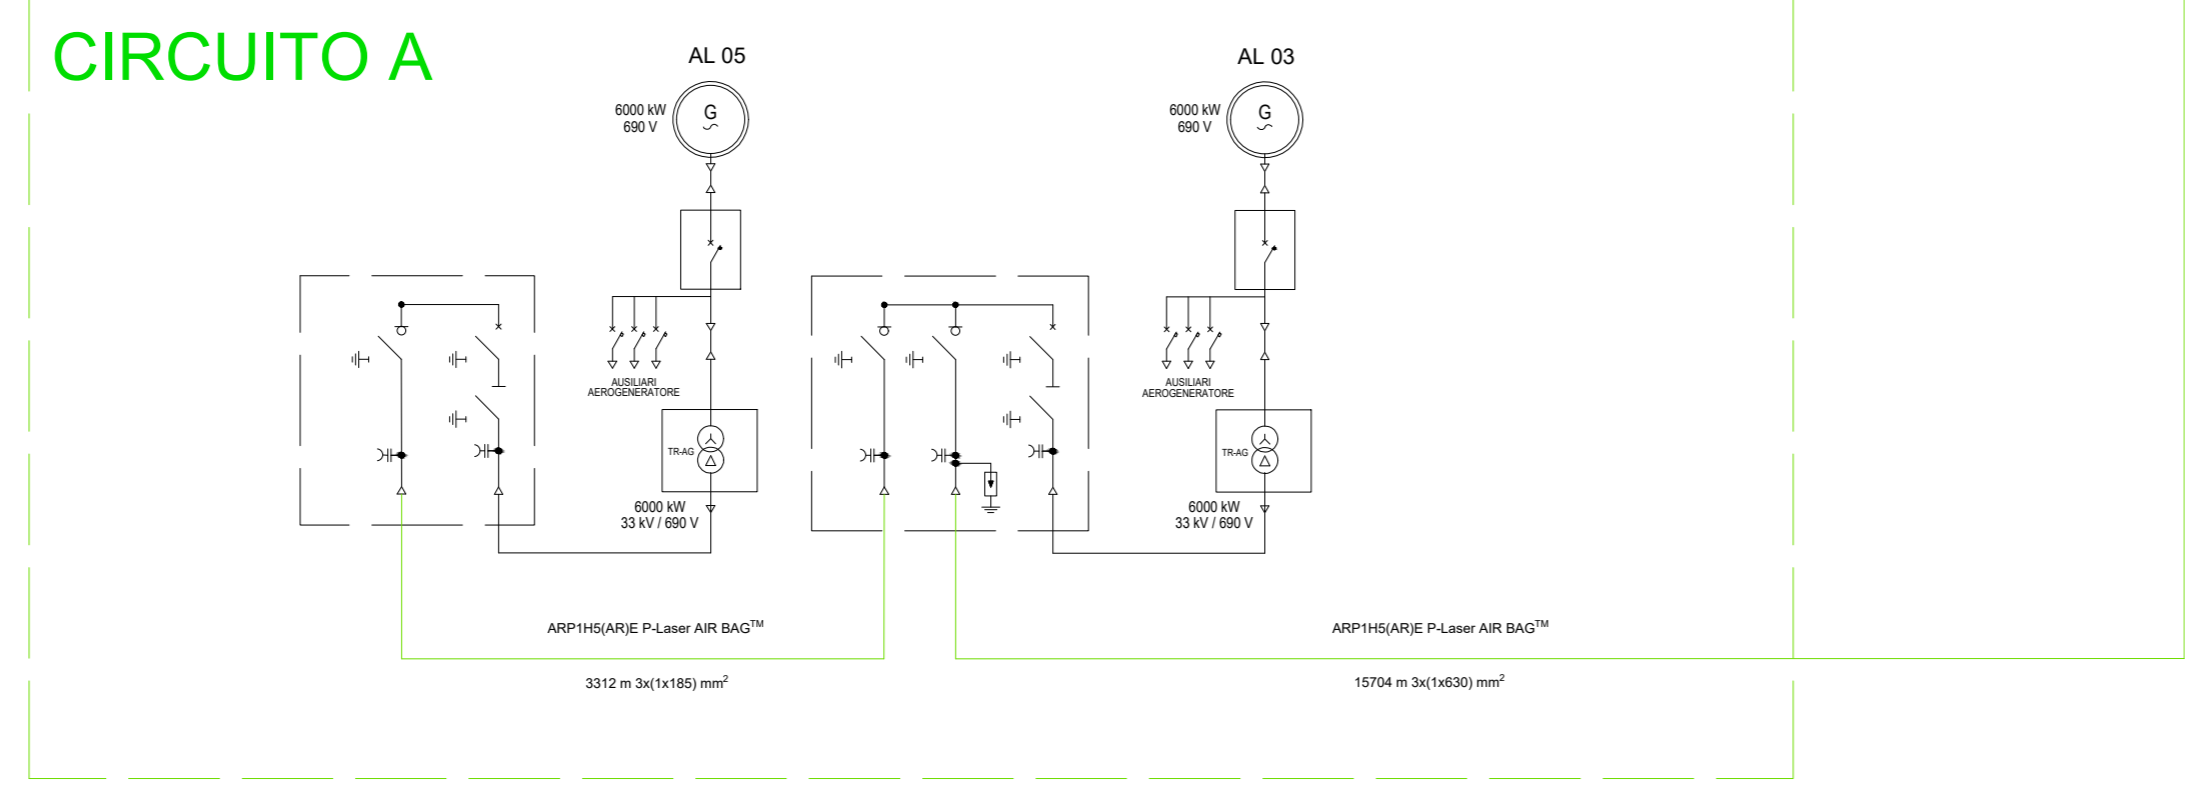 CIRCUITO A
AL 05
6000 kW
690 V
G
AUSILIARI
AEROGENERATORE
TR-AG
6000 kW
33 kV / 690 V
AL 03
6000 kW
690 V
G
AUSILIARI
AEROGENERATORE
TR-AG
6000 kW
33 kV / 690 V
ARP1H5(AR)E P-Laser AIR BAG™
3312 m 3x(1x185) mm²
ARP1H5(AR)E P-Laser AIR BAG™
15704 m 3x(1x630) mm²